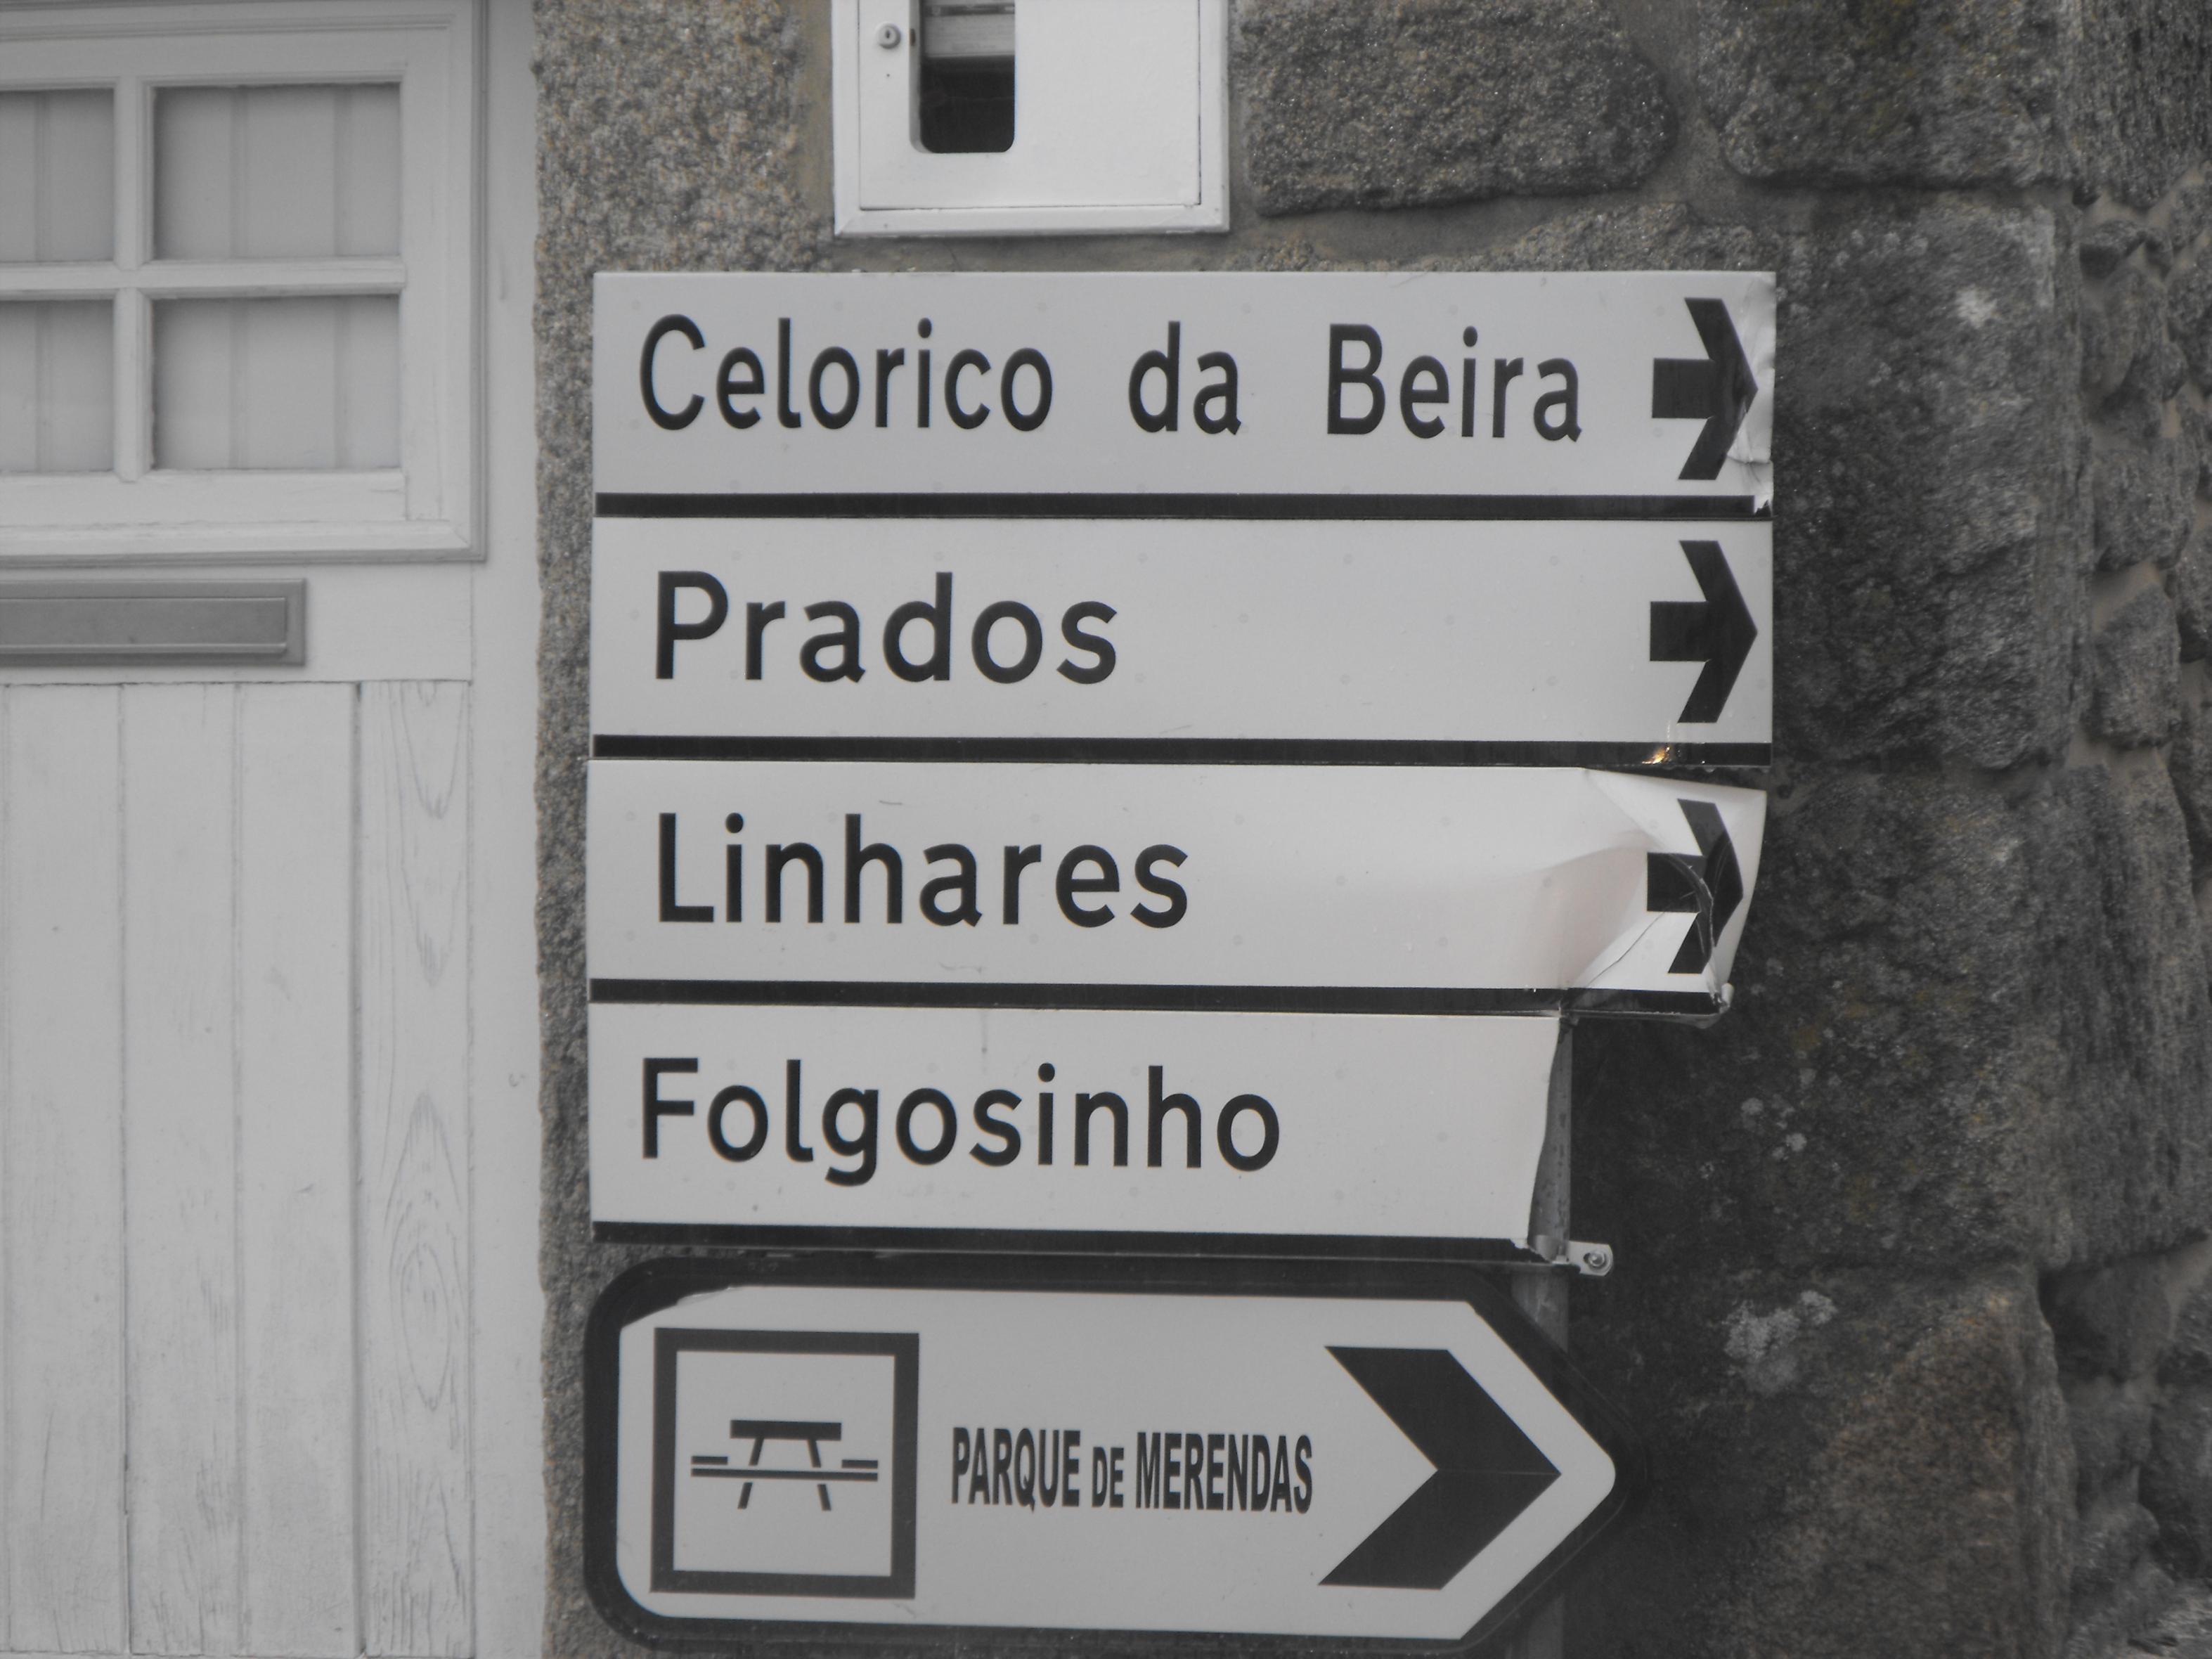 Celorico da Beira
Prados
Linhares
Folgosinho
PARQUE DE MERENDAS